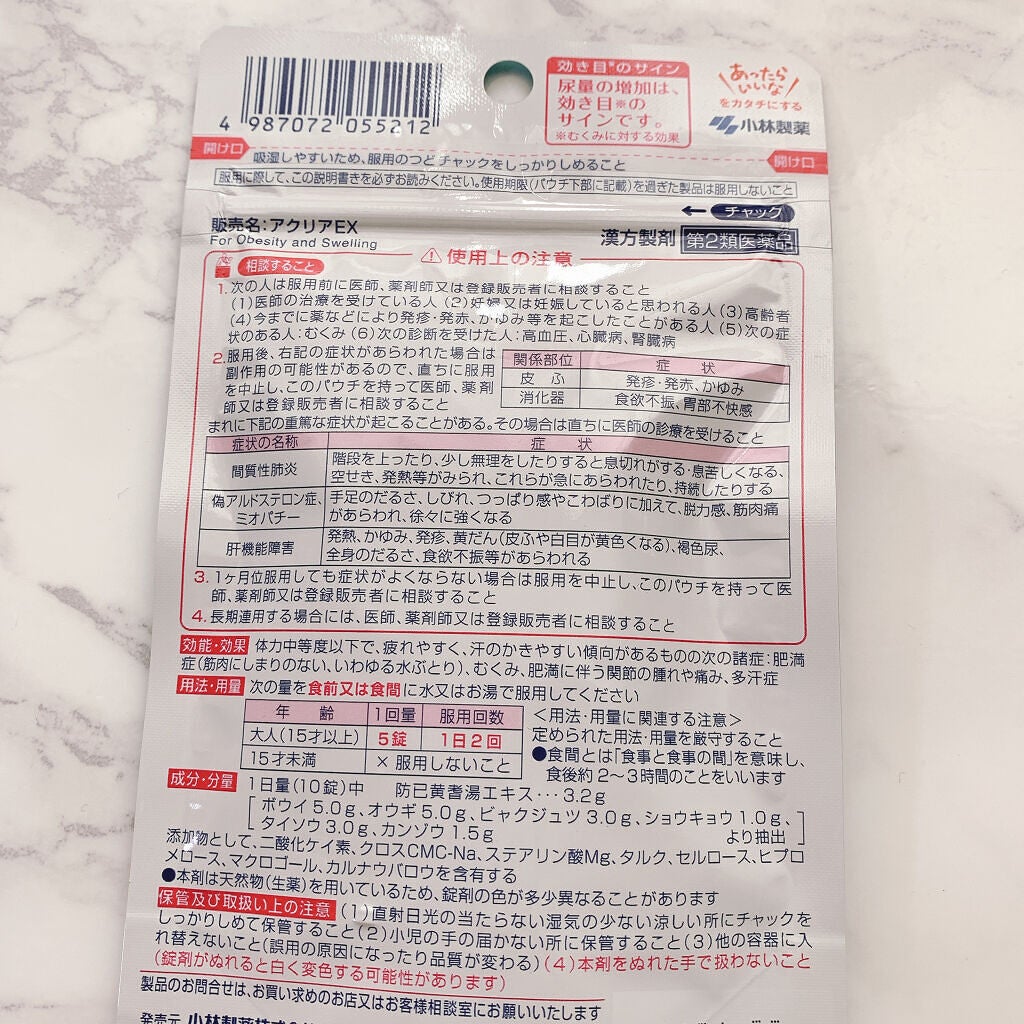 4 987072 055212
効き目※のサイン
尿量の増加は、
効き目※の
サインです。
※むくみに対する効果
あったら
いいな
をカタチにする
小林製薬
開け口
開け口
吸湿しやすいため、服用のつどチャックをしっかりしめること
服用に際して、この説明書きを必ずお読みください。使用期限(パウチ下部に記載)を過ぎた製品は服用しないこと
← チャック
販売名:アクリアEX
For Obesity and Swelling
漢方製剤 第2類医薬品
⚠使用上の注意
相談すること
1.次の人は服用前に医師、薬剤師又は登録販売者に相談すること
(1)医師の治療を受けている人 (2)妊婦又は妊娠していると思われる人 (3)高齢者
(4)今までに薬などにより発疹・発赤、かゆみ等を起こしたことがある人 (5)次の症
状のある人:むくみ (6)次の診断を受けた人:高血圧、心臓病、腎臓病
2.服用後、右記の症状があらわれた場合は
副作用の可能性があるので、直ちに服用
を中止し、このパウチを持って医師、薬剤
師又は登録販売者に相談すること
関係部位 症 状
皮 ふ 発疹・発赤、かゆみ
消化器 食欲不振、胃部不快感
まれに下記の重篤な症状が起こることがある。その場合は直ちに医師の診療を受けること
症状の名称 症 状
間質性肺炎 階段を上ったり、少し無理をしたりすると息切れがする・息苦しくなる、
空せき、発熱等がみられ、これらが急にあらわれたり、持続したりする
偽アルドステロン症、
ミオパチー 手足のだるさ、しびれ、つっぱり感やこわばりに加えて、脱力感、筋肉痛
があらわれ、徐々に強くなる
肝機能障害 発熱、かゆみ、発疹、黄だん(皮ふや白目が黄色くなる)、褐色尿、
全身のだるさ、食欲不振等があらわれる
3.1ヶ月位服用しても症状がよくならない場合は服用を中止し、このパウチを持って医
師、薬剤師又は登録販売者に相談すること
4.長期連用する場合には、医師、薬剤師又は登録販売者に相談すること
効能・効果 体力中等度以下で、疲れやすく、汗のかきやすい傾向があるものの次の諸症:肥満
症(筋肉にしまりのない、いわゆる水ぶとり)、むくみ、肥満に伴う関節の腫れや痛み、多汗症
用法・用量 次の量を食前又は食間に水又はお湯で服用してください
年 齢 1回量 服用回数
大人(15才以上) 5錠 1日2回
15才未満 × 服用しないこと
<用法・用量に関連する注意>
定められた用法・用量を厳守すること
●食間とは「食事と食事の間」を意味し、
食後約2〜3時間のことをいいます
成分・分量 1日量(10錠)中 防已黄耆湯エキス・・・3.2g
[ボウイ5.0g、オウギ5.0g、ビャクジュツ3.0g、ショウキョウ1.0g、
タイソウ3.0g、カンゾウ1.5g より抽出]
添加物として、二酸化ケイ素、クロスCMC-Na、ステアリン酸Mg、タルク、セルロース、ヒプロ
メロース、マクロゴール、カルナウバロウを含有する
●本剤は天然物(生薬)を用いているため、錠剤の色が多少異なることがあります
保管及び取扱い上の注意 (1)直射日光の当たらない湿気の少ない涼しい所にチャックを
しっかりしめて保管すること(2)小児の手の届かない所に保管すること(3)他の容器に入
れ替えないこと(誤用の原因になったり品質が変わる)(4)本剤をぬれた手で扱わないこと
(錠剤がぬれると白く変色する可能性があります)
製品のお問合せは、お買い求めのお店又はお客様相談室にお願いいたします
発売元 小林製薬株式